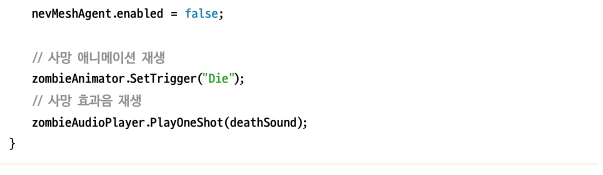 nevMeshAgent.enabled = false;
// 사망 애니메이션 재생
zombieAnimator.SetTrigger("Die");
// 사망 효과음 재생
zombieAudioPlayer.PlayOneShot(deathSound);
}